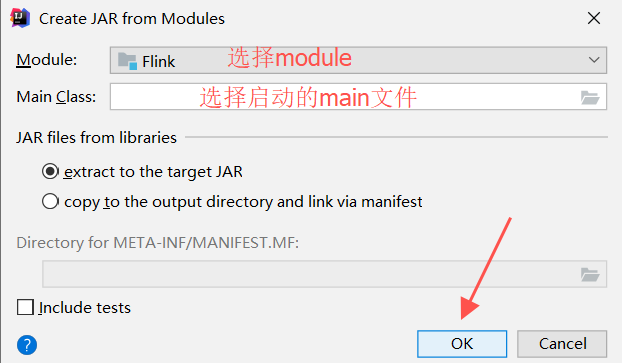 Create JAR from Modules
Module: Flink 选择module
Main Class: 选择启动的main文件
JAR files from libraries
extract to the target JAR
copy to the output directory and link via manifest
Directory for META-INF/MANIFEST.MF:
Include tests
? OK Cancel